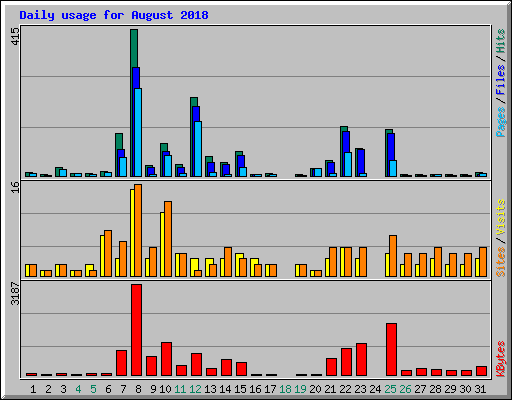 Daily usage for August 2018
415
Pages / Files / Hits
16
Sites / Visits
3187
KBytes
1 2 3 4 5 6 7 8 9 10 11 12 13 14 15 16 17 18 19 20 21 22 23 24 25 26 27 28 29 30 31